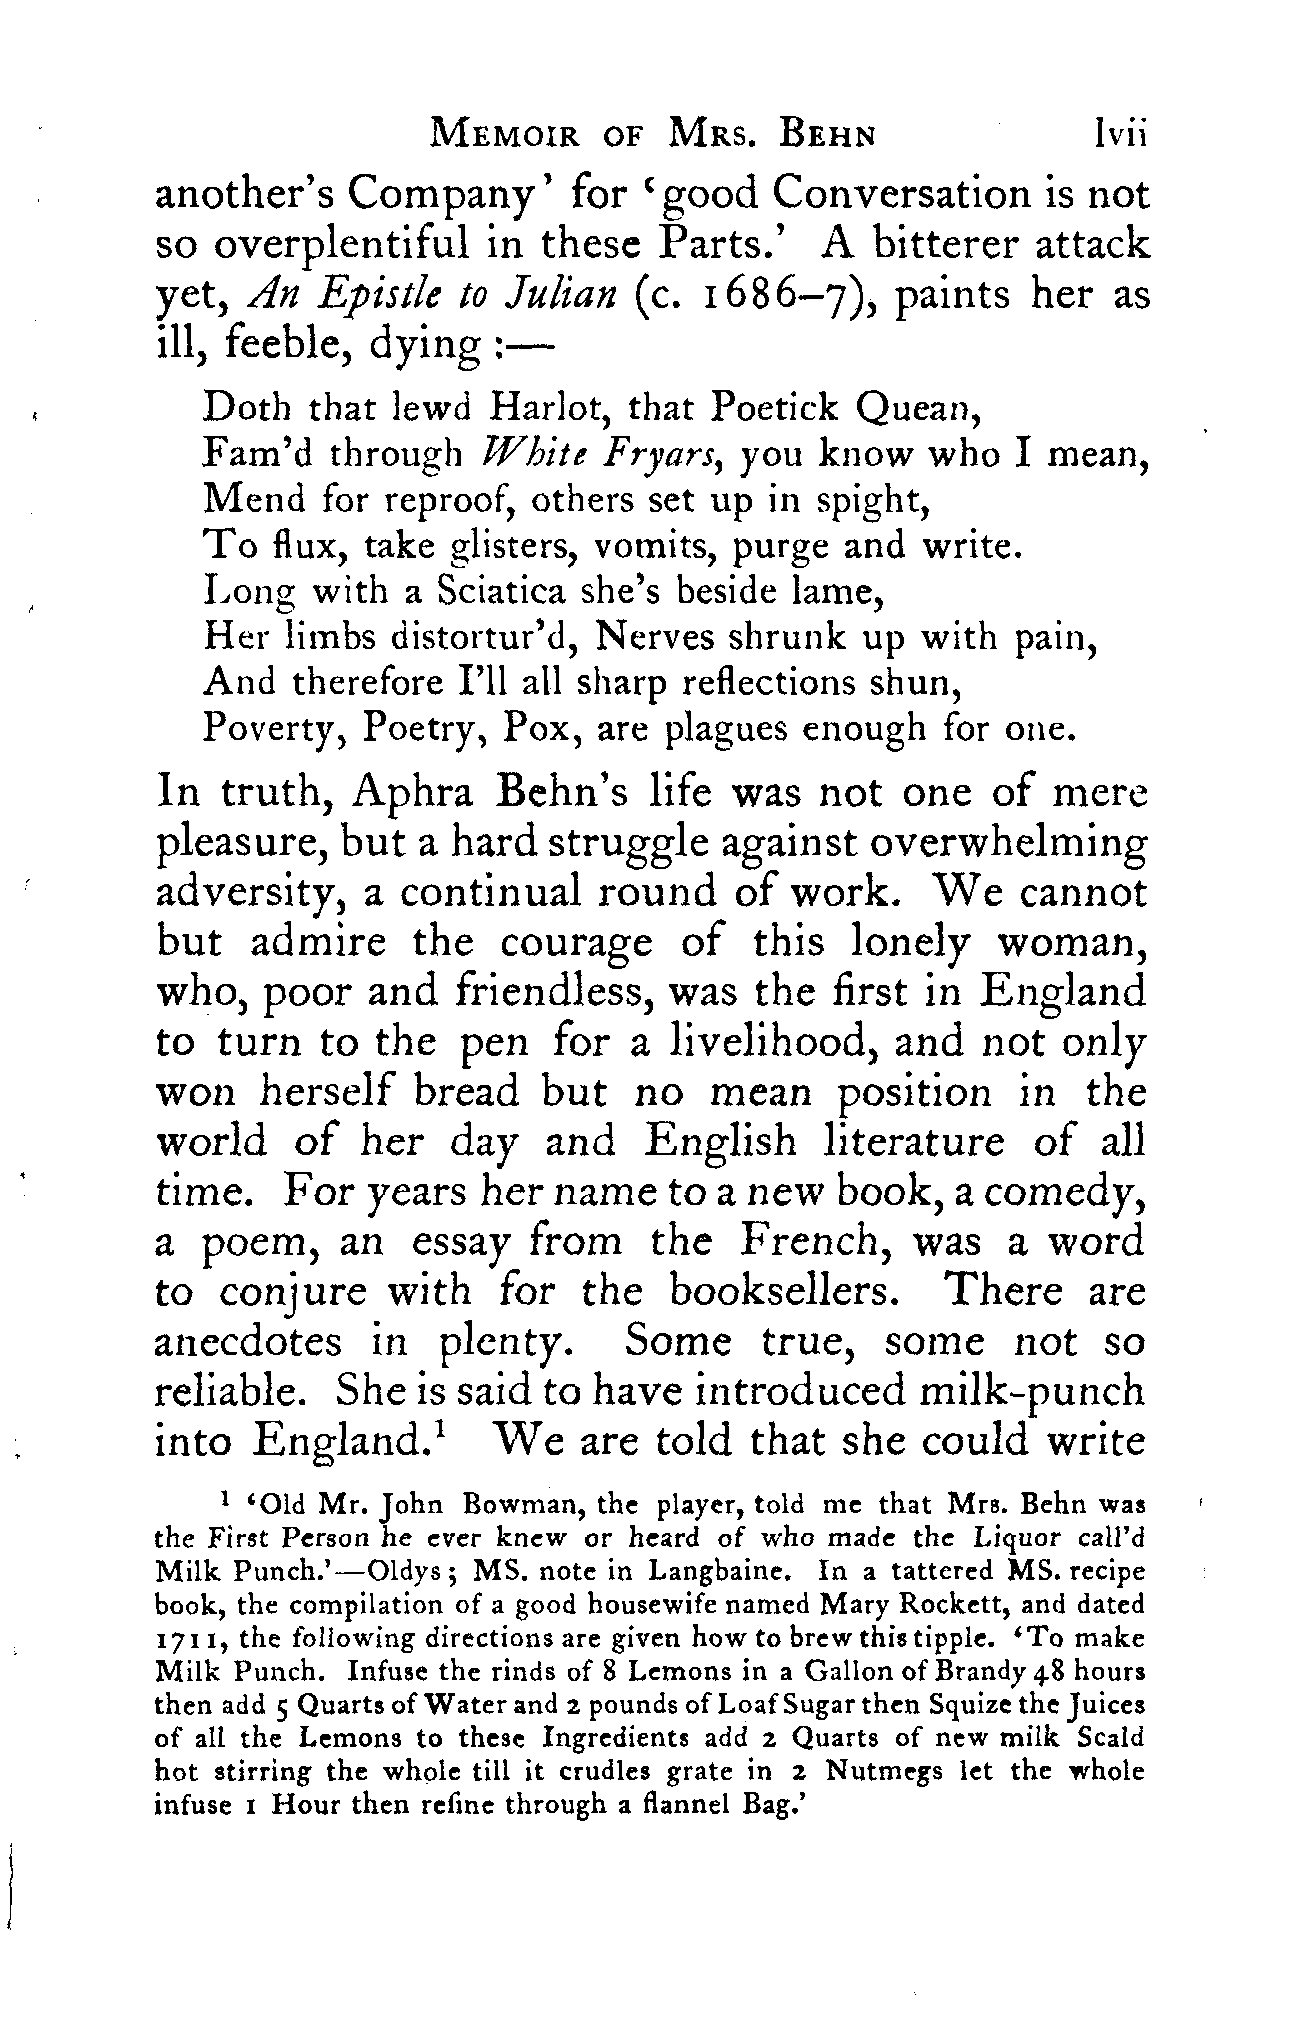 Memoir of Mrs. Behn lvii
another's Company' for 'good Conversation is not
so overplentiful in these Parts.' A bitterer attack
yet, An Epistle to Julian (c. 1686–7), paints her as
ill, feeble, dying :—
Doth that lewd Harlot, that Poetick Quean,
Fam'd through White Fryars, you know who I mean,
Mend for reproof, others set up in spight,
To flux, take glisters, vomits, purge and write.
Long with a Sciatica she's beside lame,
Her limbs distortur'd, Nerves shrunk up with pain,
And therefore I'll all sharp reflections shun,
Poverty, Poetry, Pox, are plagues enough for one.
In truth, Aphra Behn's life was not one of mere
pleasure, but a hard struggle against overwhelming
adversity, a continual round of work. We cannot
but admire the courage of this lonely woman,
who, poor and friendless, was the first in England
to turn to the pen for a livelihood, and not only
won herself bread but no mean position in the
world of her day and English literature of all
time. For years her name to a new book, a comedy,
a poem, an essay from the French, was a word
to conjure with for the booksellers. There are
anecdotes in plenty. Some true, some not so
reliable. She is said to have introduced milk-punch
into England.¹ We are told that she could write
¹ 'Old Mr. John Bowman, the player, told me that Mrs. Behn was
the First Person he ever knew or heard of who made the Liquor call'd
Milk Punch.'—Oldys; MS. note in Langbaine. In a tattered MS. recipe
book, the compilation of a good housewife named Mary Rockett, and dated
1711, the following directions are given how to brew this tipple. 'To make
Milk Punch. Infuse the rinds of 8 Lemons in a Gallon of Brandy 48 hours
then add 5 Quarts of Water and 2 pounds of Loaf Sugar then Squize the Juices
of all the Lemons to these Ingredients add 2 Quarts of new milk Scald
hot stirring the whole till it crudles grate in 2 Nutmegs let the whole
infuse 1 Hour then refine through a flannel Bag.'